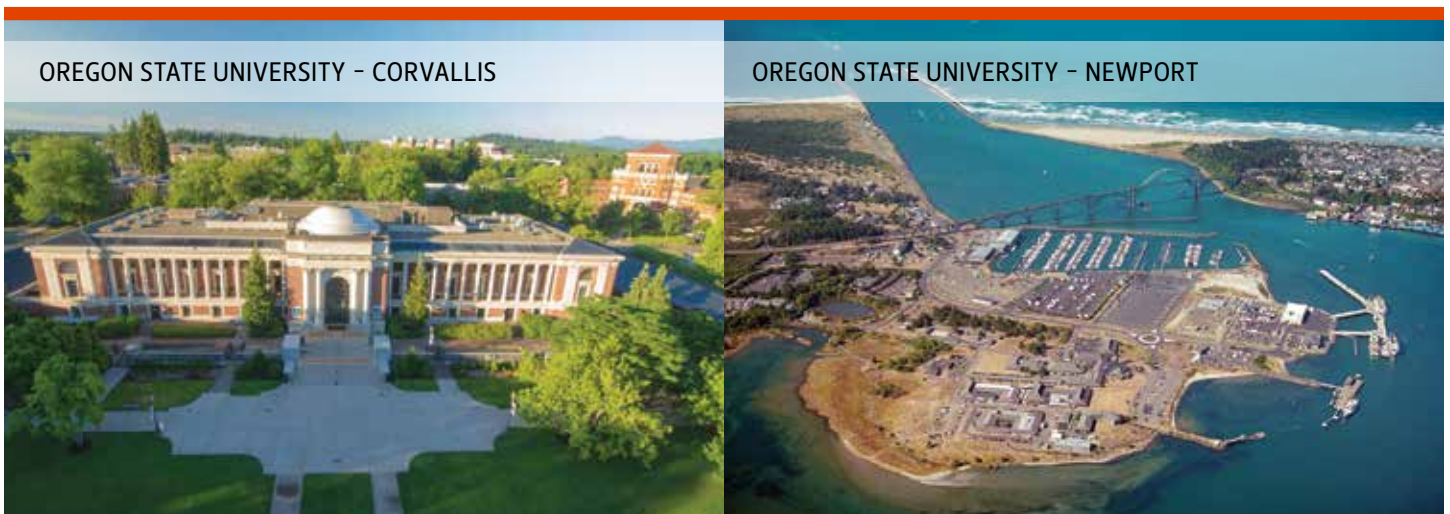 OREGON STATE UNIVERSITY – CORVALLIS
OREGON STATE UNIVERSITY – NEWPORT